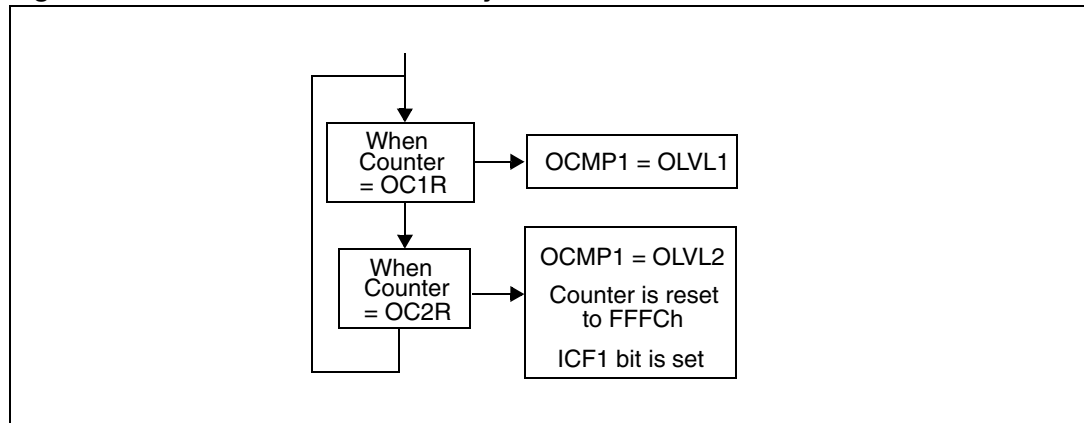 When
Counter
= OC1R
OCMP1 = OLVL1
When
Counter
= OC2R
OCMP1 = OLVL2
Counter is reset
to FFFCh
ICF1 bit is set